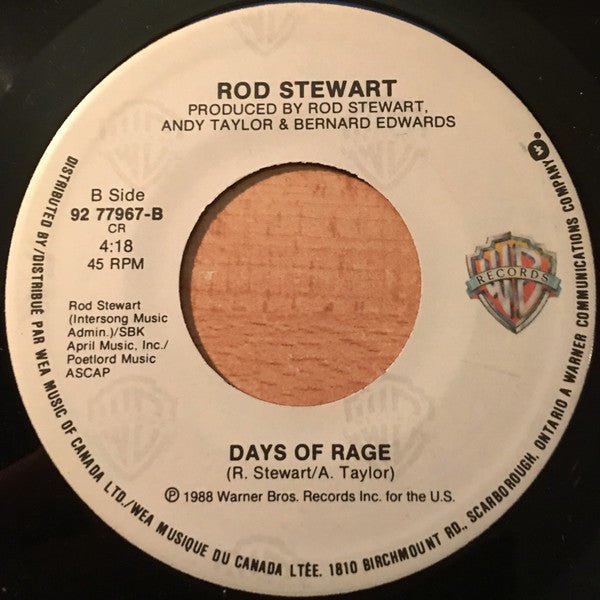 ROD STEWART
PRODUCED BY ROD STEWART,
ANDY TAYLOR & BERNARD EDWARDS
B Side
92 77967-B
CR
4:18
45 RPM
Rod Stewart
(Intersong Music
Admin.)/SBK
April Music, Inc./
Poetlord Music
ASCAP
WB
RECORDS
DAYS OF RAGE
(R. Stewart/A. Taylor)
℗ 1988 Warner Bros. Records Inc. for the U.S.
DISTRIBUTED BY/DISTRIBUÉ PAR WEA MUSIC OF CANADA LTD./WEA MUSIQUE DU CANADA LTÉE. 1810 BIRCHMOUNT RD., SCARBOROUGH, ONTARIO A WARNER COMMUNICATIONS COMPANY